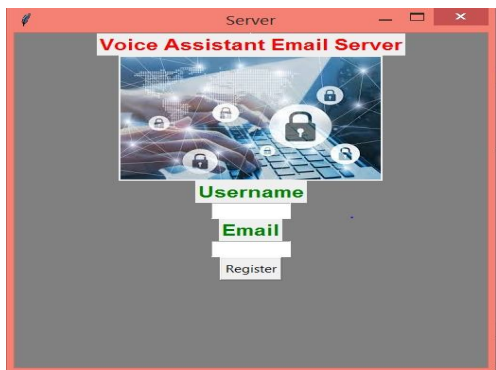 Server
Voice Assistant Email Server
Username
Email
Register